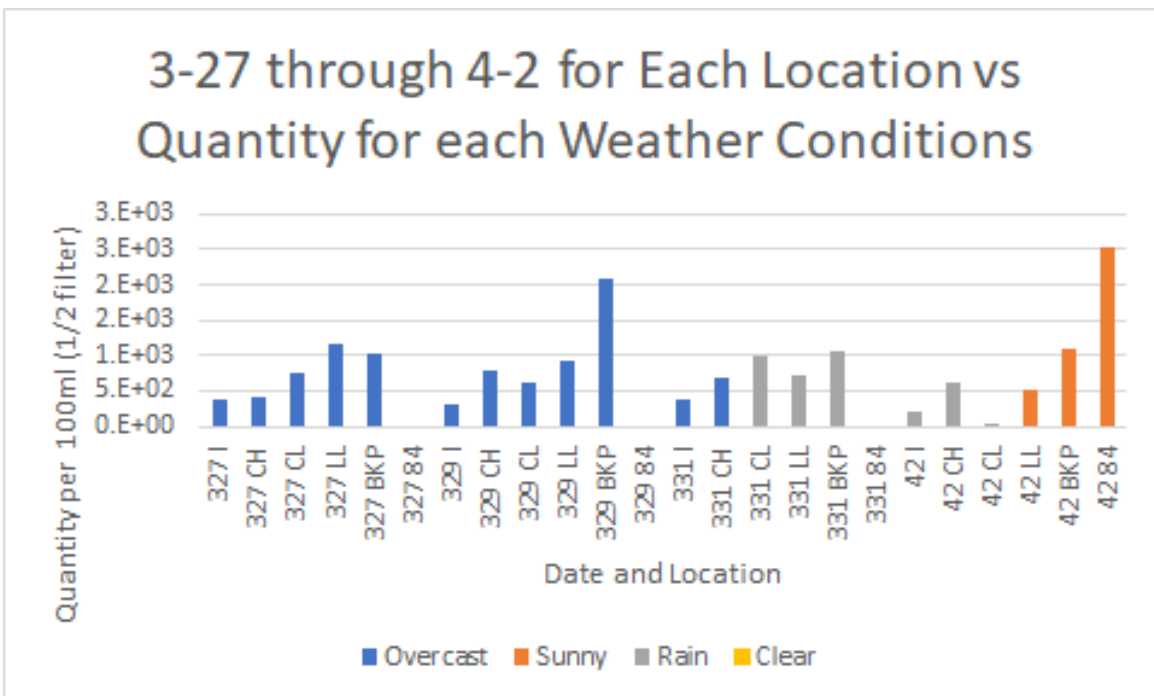 3-27 through 4-2 for Each Location vs
Quantity for each Weather Conditions
Quantity per 100ml (1/2 filter)
3.E+03
3.E+03
2.E+03
2.E+03
1.E+03
5.E+02
0.E+00
327 I
327 CH
327 CL
327 LL
327 BKP
327 84
329 I
329 CH
329 CL
329 LL
329 BKP
329 84
331 I
331 CH
331 CL
331 LL
331 BKP
331 84
42 I
42 CH
42 CL
42 LL
42 BKP
42 84
Date and Location
Overcast Sunny Rain Clear